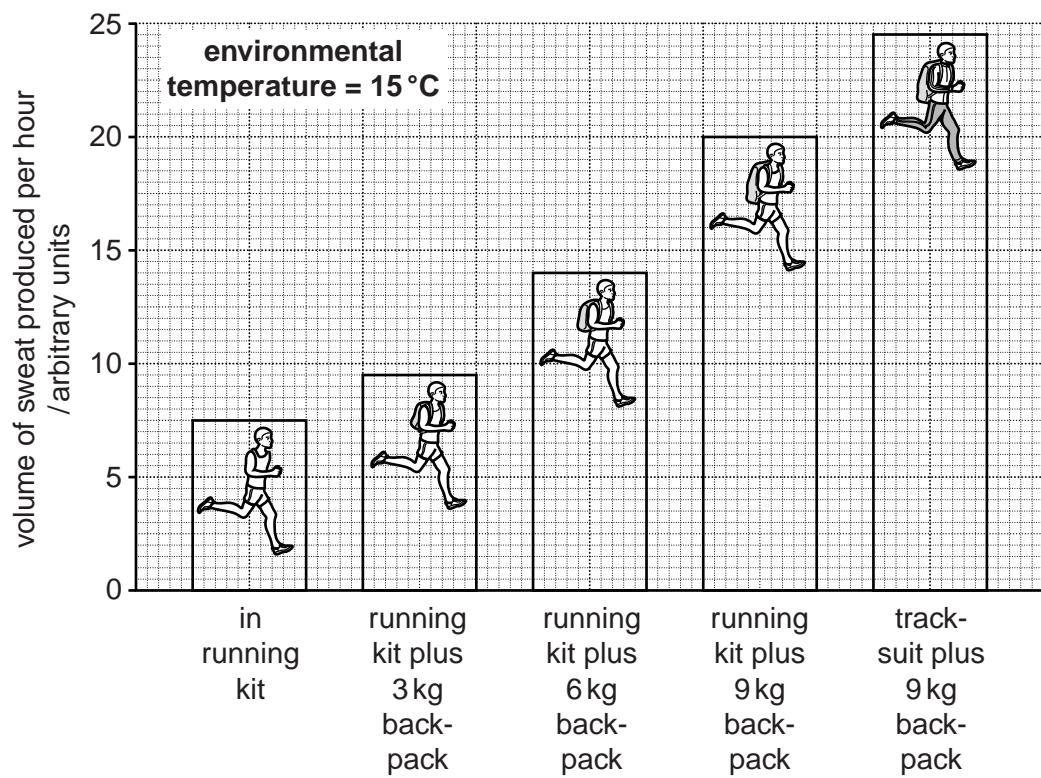 25
environmental
temperature = 15 °C
20
15
10
5
0
volume of sweat produced per hour
/ arbitrary units
in
running
kit
running
kit plus
3 kg
back-
pack
running
kit plus
6 kg
back-
pack
running
kit plus
9 kg
back-
pack
track-
suit plus
9 kg
back-
pack